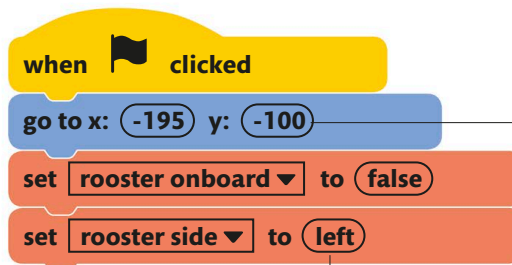 when clicked
go to x: -195 y: -100
set rooster onboard to false
set rooster side to left